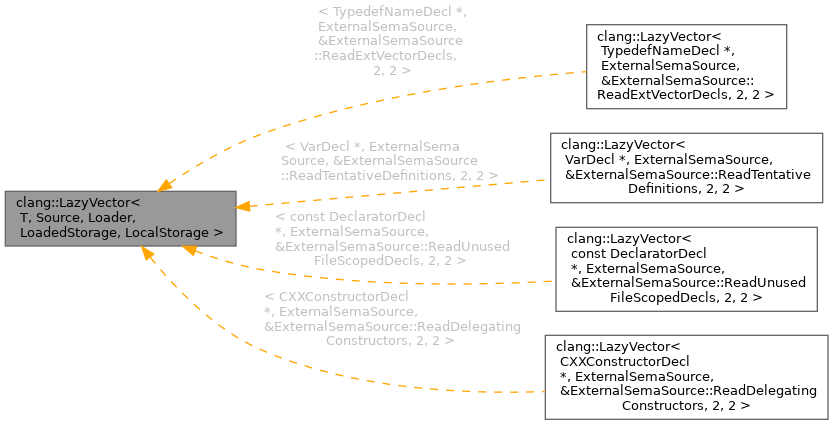 < TypedefNameDecl *,
ExternalSemaSource,
&ExternalSemaSource
::ReadExtVectorDecls,
2, 2 >
clang::LazyVector<
TypedefNameDecl *,
ExternalSemaSource,
&ExternalSemaSource::
ReadExtVectorDecls, 2, 2 >
< VarDecl *, ExternalSema
Source, &ExternalSemaSource
::ReadTentativeDefinitions, 2, 2 >
clang::LazyVector<
VarDecl *, ExternalSemaSource,
&ExternalSemaSource::ReadTentative
Definitions, 2, 2 >
clang::LazyVector<
T, Source, Loader,
LoadedStorage, LocalStorage >
< const DeclaratorDecl
*, ExternalSemaSource,
&ExternalSemaSource::ReadUnused
FileScopedDecls, 2, 2 >
clang::LazyVector<
const DeclaratorDecl
*, ExternalSemaSource,
&ExternalSemaSource::ReadUnused
FileScopedDecls, 2, 2 >
< CXXConstructorDecl
*, ExternalSemaSource,
&ExternalSemaSource::ReadDelegating
Constructors, 2, 2 >
clang::LazyVector<
CXXConstructorDecl
*, ExternalSemaSource,
&ExternalSemaSource::ReadDelegating
Constructors, 2, 2 >